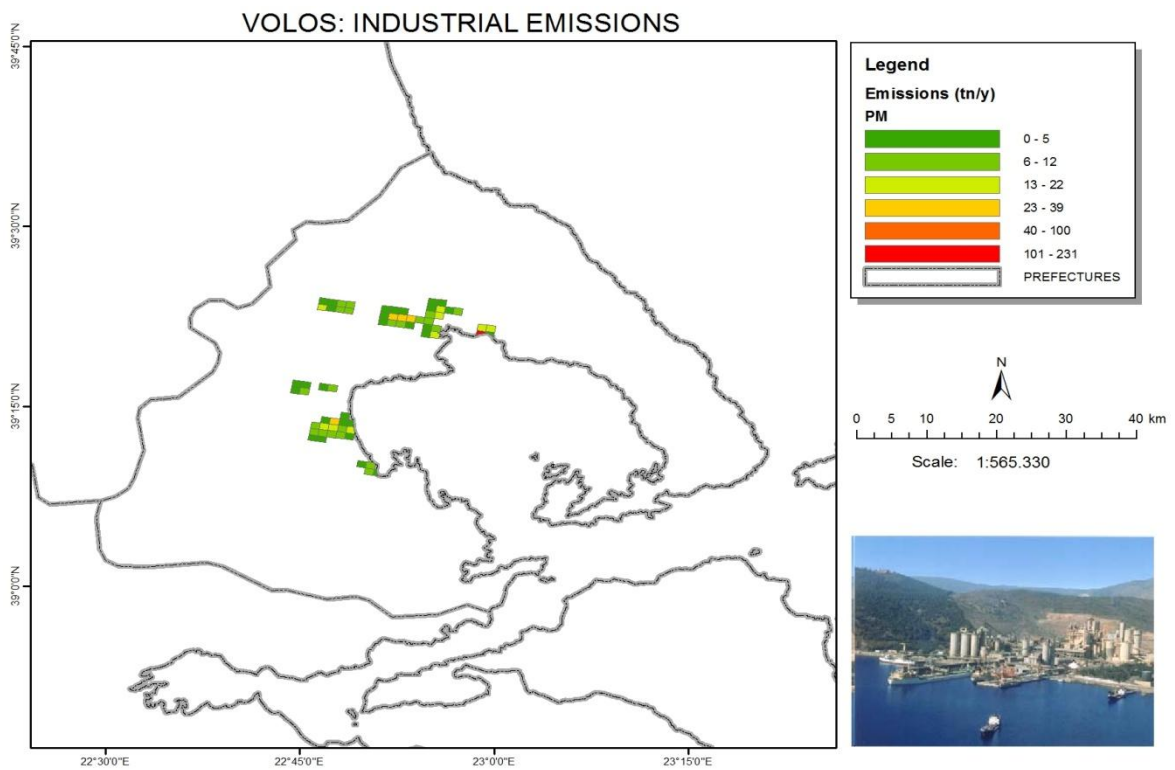 VOLOS: INDUSTRIAL EMISSIONS
39°45'0"N
39°30'0"N
39°15'0"N
39°0'0"N
22°30'0"E
22°45'0"E
23°0'0"E
23°15'0"E
Legend
Emissions (tn/y)
PM
0 - 5
6 - 12
13 - 22
23 - 39
40 - 100
101 - 231
PREFECTURES
N
0 5 10 20 30 40 km
Scale: 1:565.330